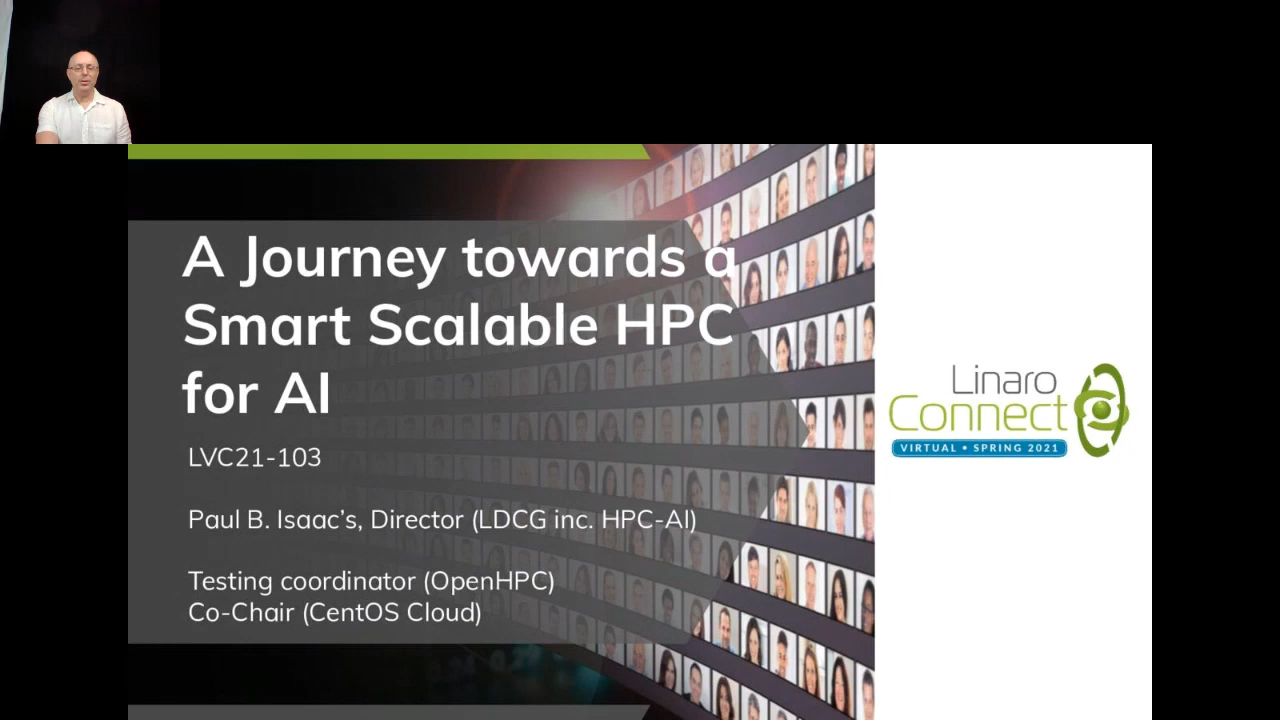 A Journey towards a
Smart Scalable HPC
for AI
LVC21-103
Paul B. Isaac’s, Director (LDCG inc. HPC-AI)
Testing coordinator (OpenHPC)
Co-Chair (CentOS Cloud)
Linaro
Connect
VIRTUAL • SPRING 2021